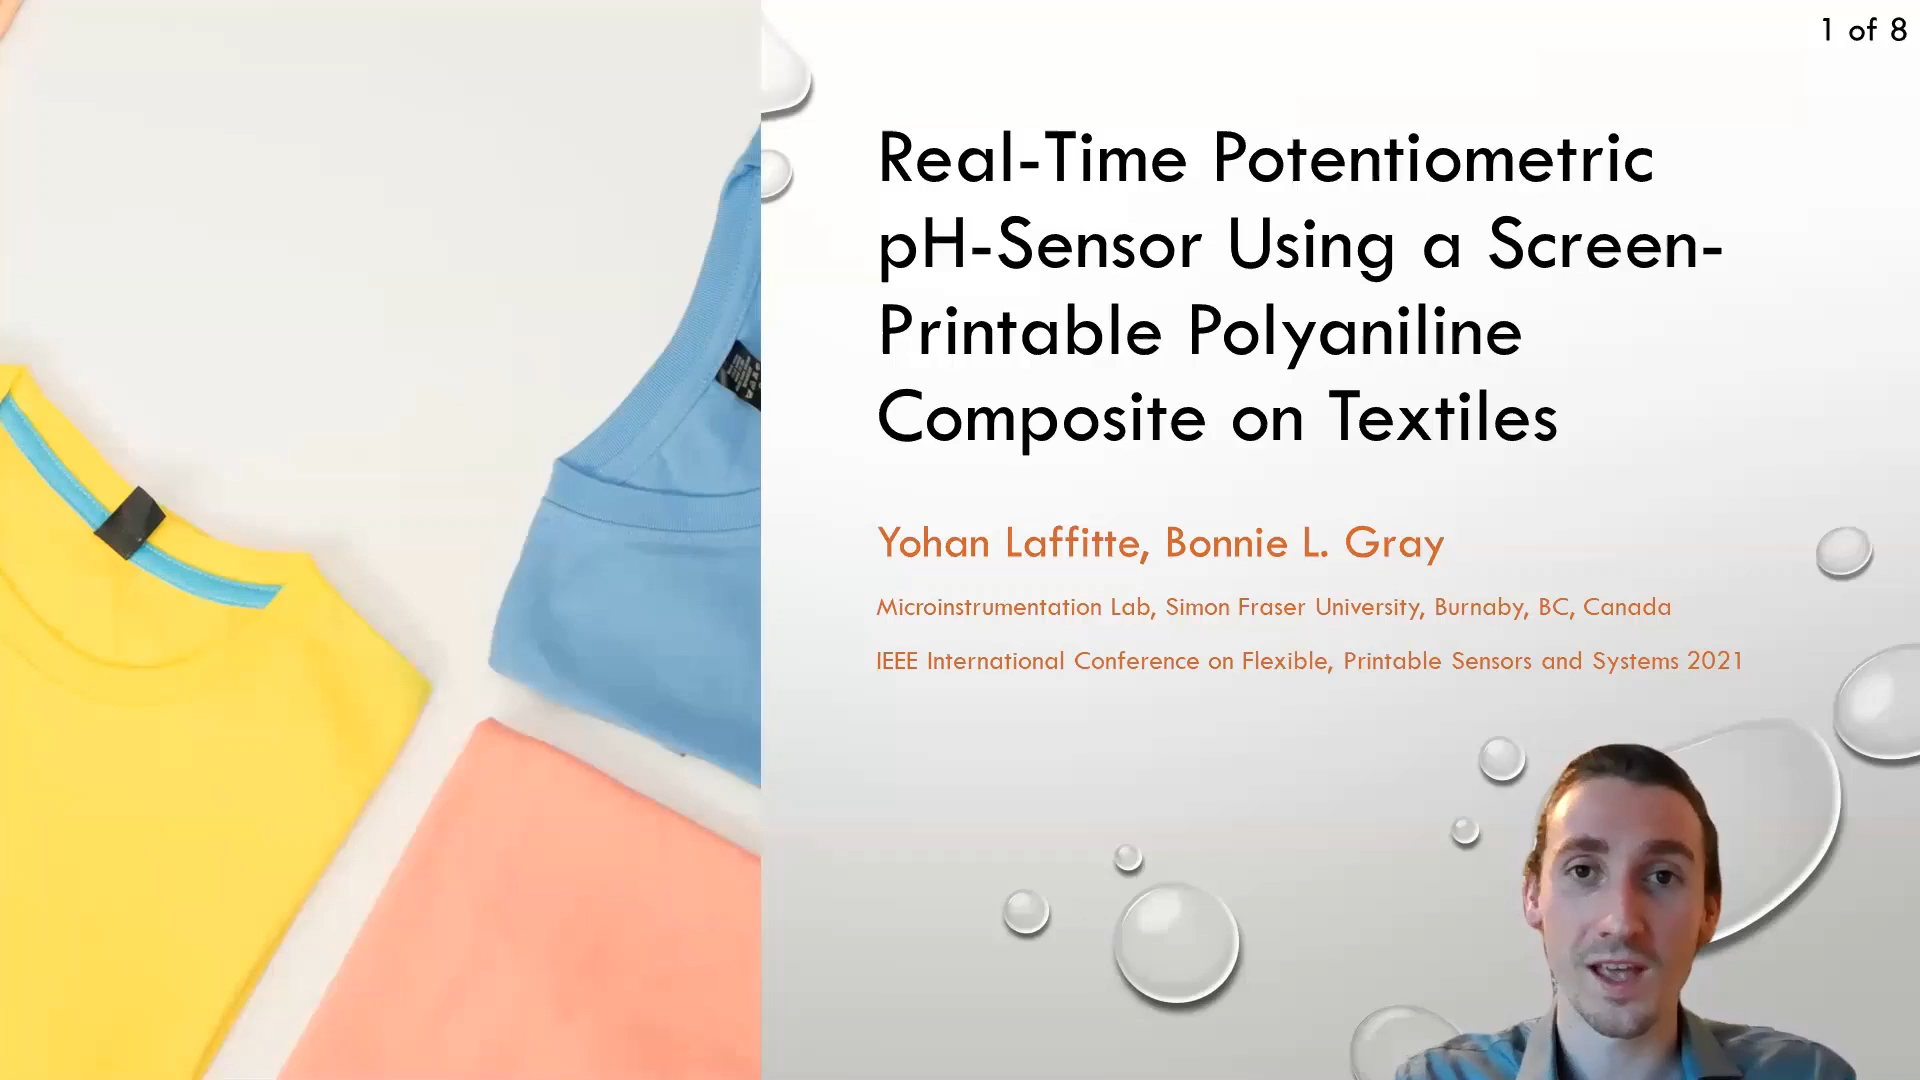 1 of 8
Real-Time Potentiometric
pH-Sensor Using a Screen-
Printable Polyaniline
Composite on Textiles
Yohan Laffitte, Bonnie L. Gray
Microinstrumentation Lab, Simon Fraser University, Burnaby, BC, Canada
IEEE International Conference on Flexible, Printable Sensors and Systems 2021